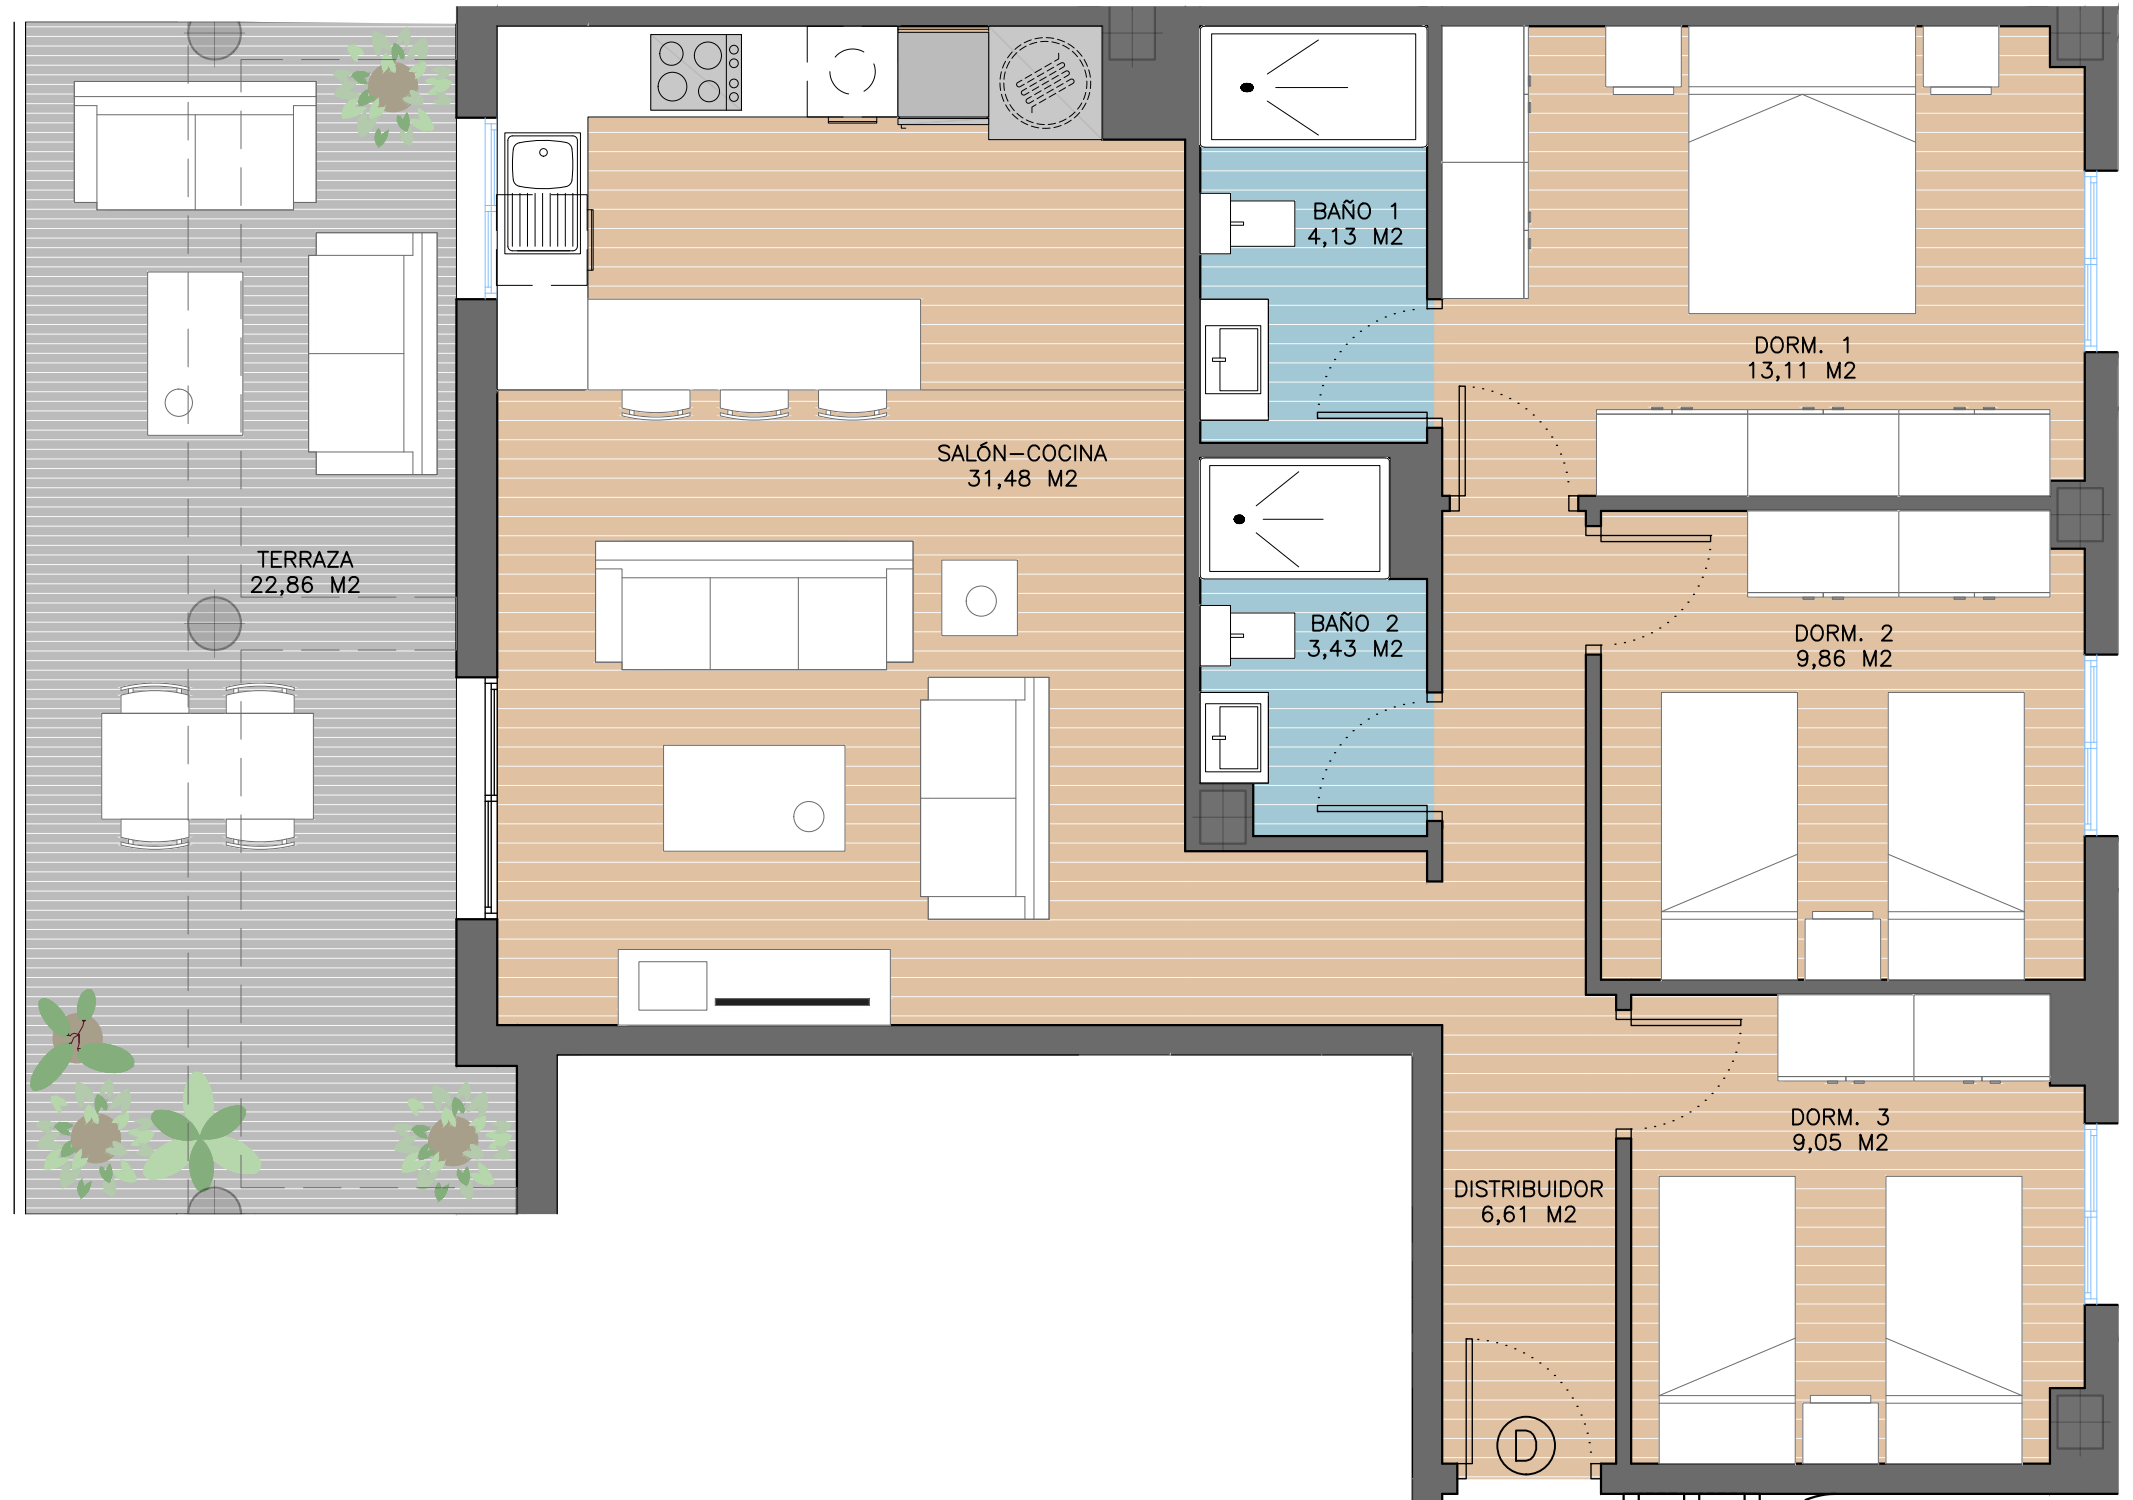 BAÑO 1
4,13 M2
DORM. 1
13,11 M2
SALÓN-COCINA
31,48 M2
TERRAZA
22,86 M2
BAÑO 2
3,43 M2
DORM. 2
9,86 M2
DORM. 3
9,05 M2
DISTRIBUIDOR
6,61 M2
D